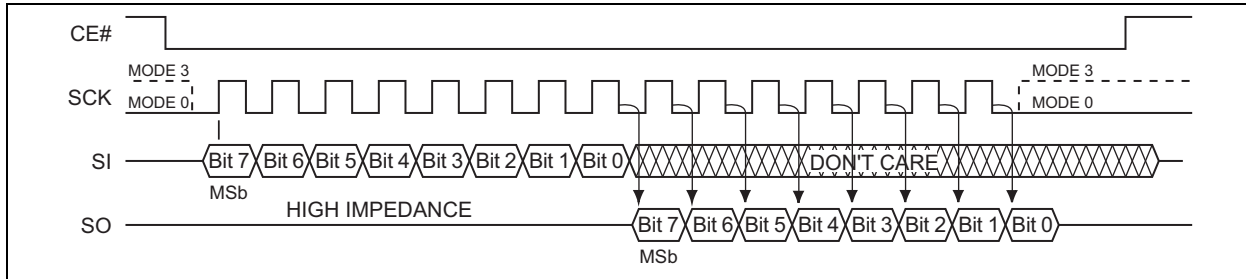 CE#
MODE 3 MODE 3
SCK MODE 0 MODE 0
SI Bit 7 Bit 6 Bit 5 Bit 4 Bit 3 Bit 2 Bit 1 Bit 0 DON'T CARE
MSb
HIGH IMPEDANCE
SO Bit 7 Bit 6 Bit 5 Bit 4 Bit 3 Bit 2 Bit 1 Bit 0
MSb